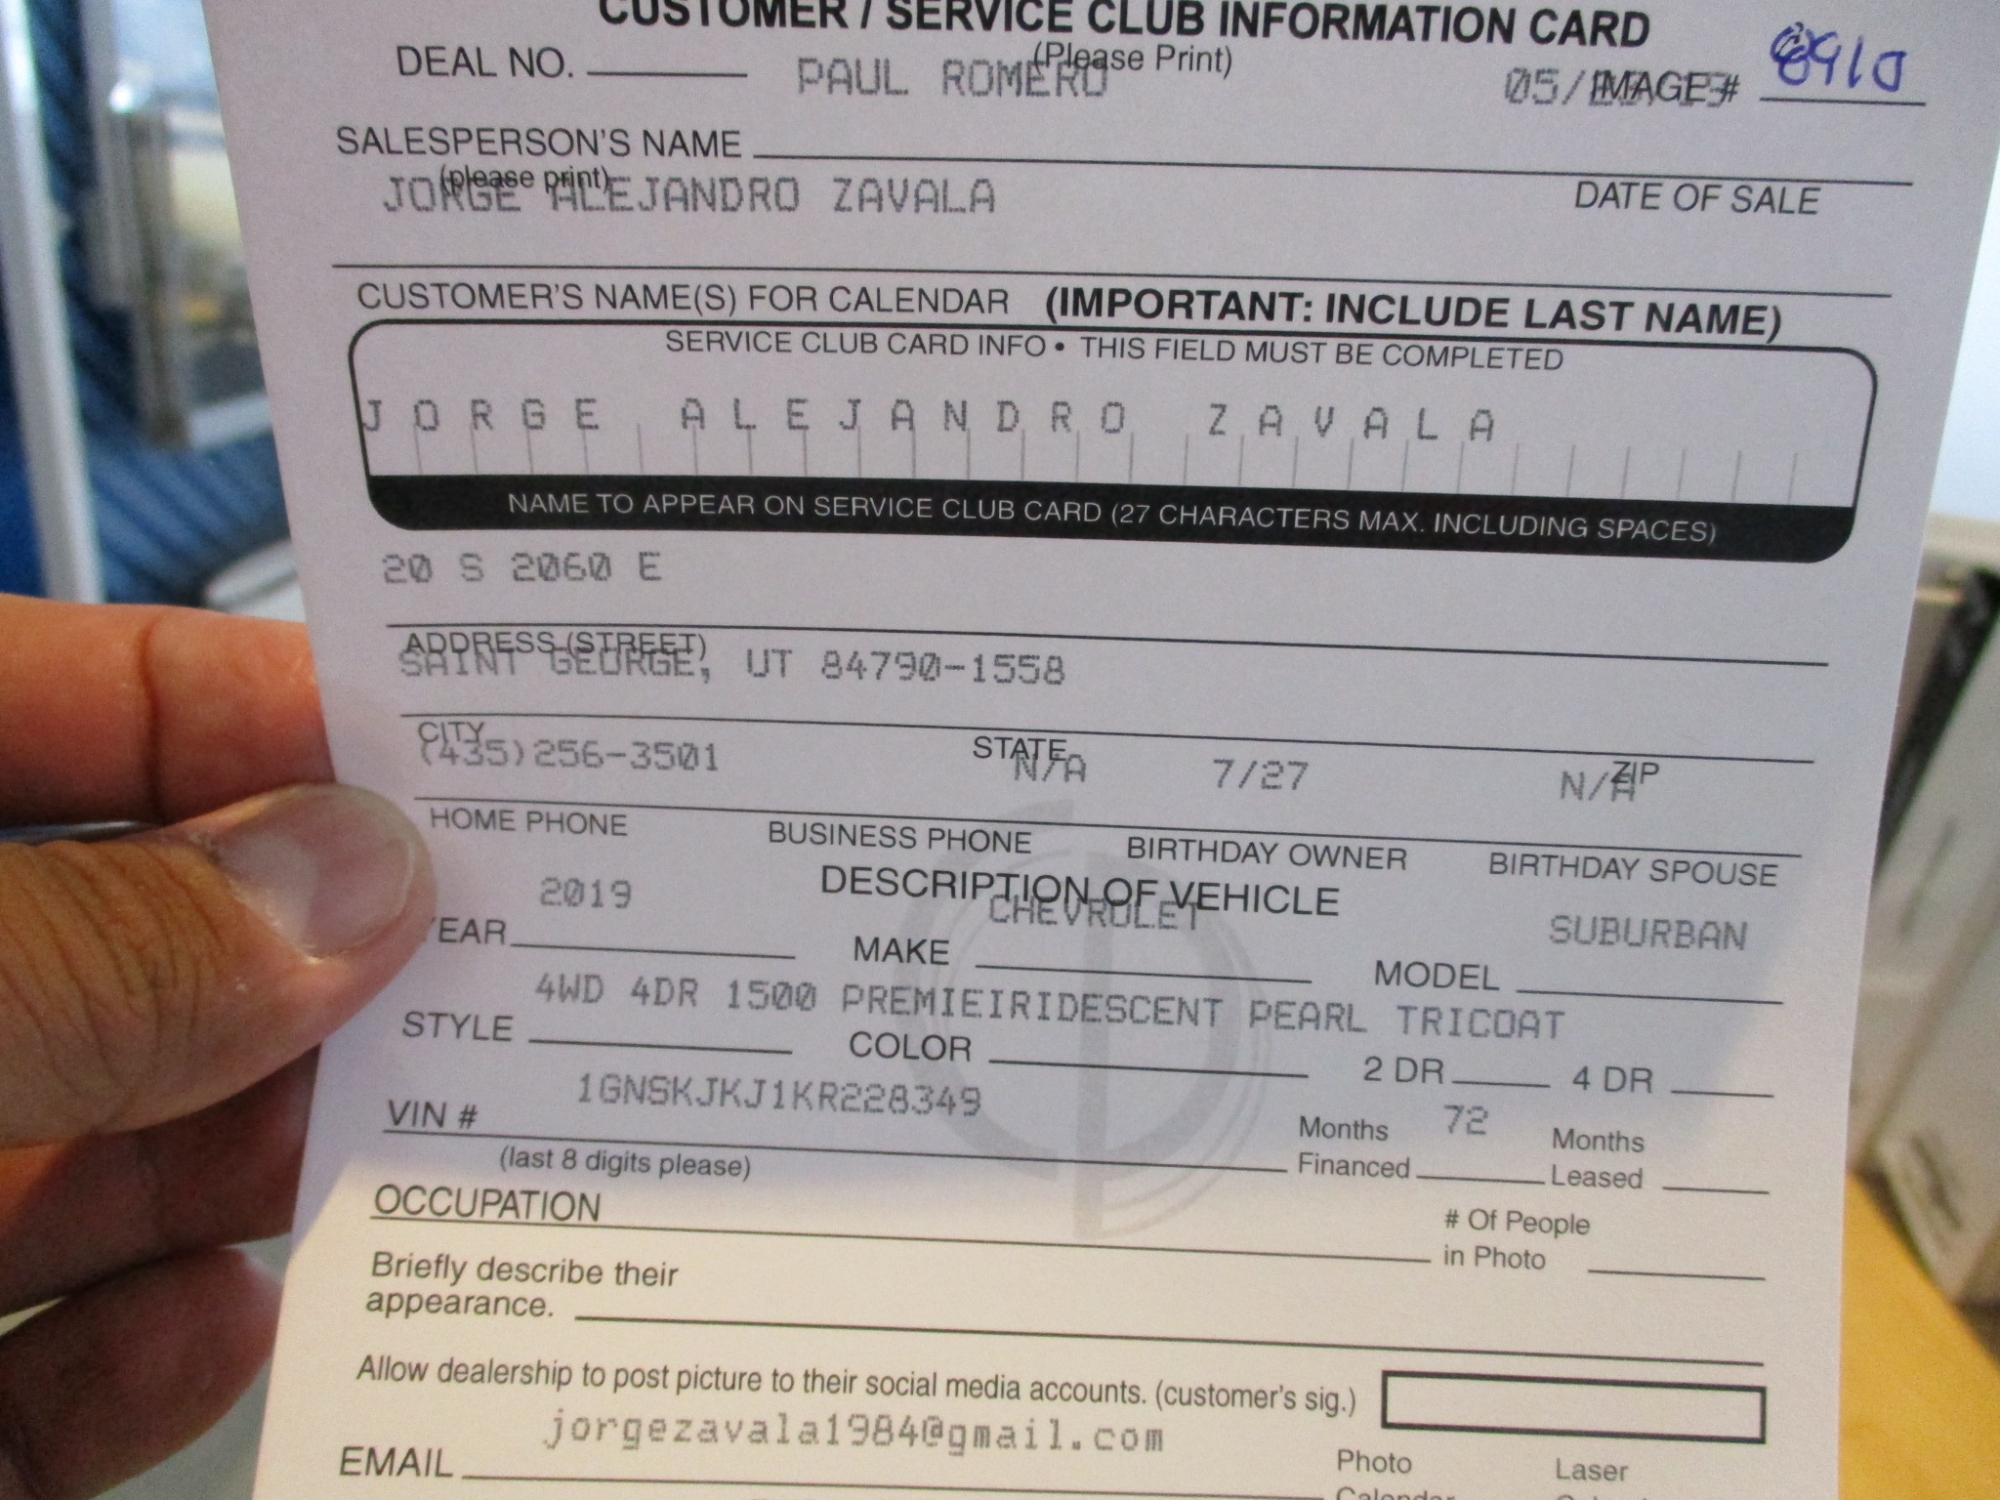 CUSTOMER / SERVICE CLUB INFORMATION CARD
(Please Print)
DEAL NO. PAUL ROMERO 05/ IMAGE# 8910
SALESPERSON'S NAME
(please print)
JORGE ALEJANDRO ZAVALA DATE OF SALE
CUSTOMER'S NAME(S) FOR CALENDAR (IMPORTANT: INCLUDE LAST NAME)
SERVICE CLUB CARD INFO • THIS FIELD MUST BE COMPLETED
JORGE ALEJANDRO ZAVALA
NAME TO APPEAR ON SERVICE CLUB CARD (27 CHARACTERS MAX. INCLUDING SPACES)
20 S 2060 E
ADDRESS (STREET)
SAINT GEORGE, UT 84790-1558
CITY STATE ZIP
(435)256-3501 N/A 7/27 N/A
HOME PHONE BUSINESS PHONE BIRTHDAY OWNER BIRTHDAY SPOUSE
DESCRIPTION OF VEHICLE
2019 CHEVROLET SUBURBAN
YEAR MAKE MODEL
4WD 4DR 1500 PREMIEIRIDESCENT PEARL TRICOAT
STYLE COLOR 2 DR 4 DR
1GNSKJKJ1KR228349
VIN # Months Financed 72 Months Leased
(last 8 digits please)
OCCUPATION # Of People in Photo
Briefly describe their
appearance.
Allow dealership to post picture to their social media accounts. (customer's sig.)
jorgezavala1984@gmail.com
EMAIL Photo Laser
Calendar